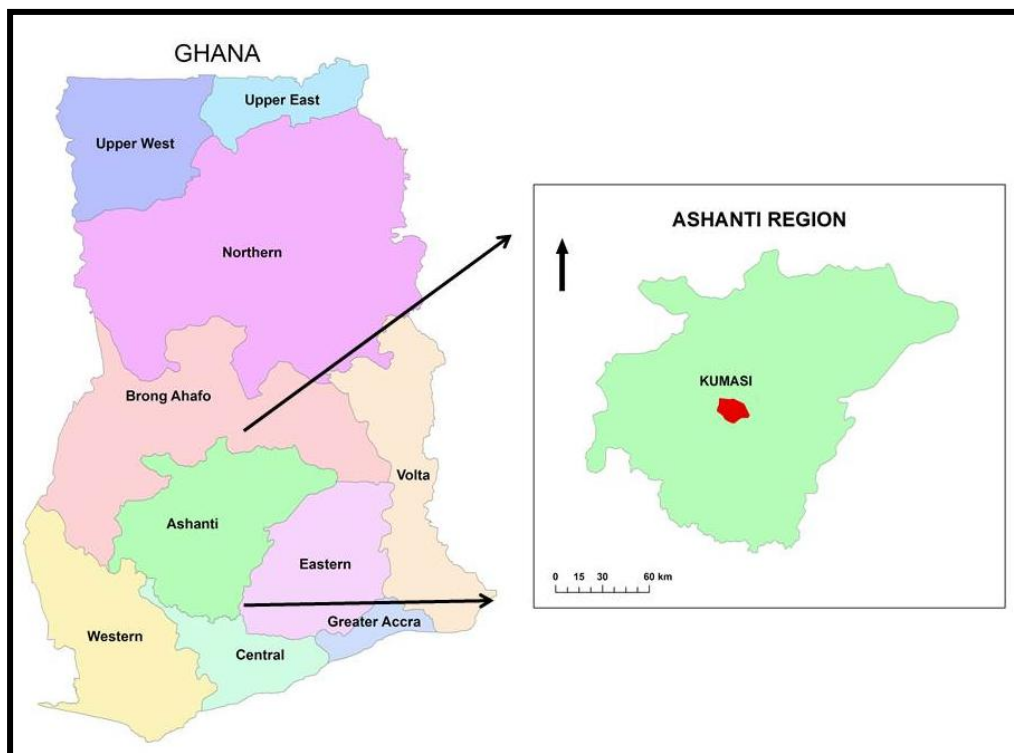 GHANA
Upper East
Upper West
Northern
Brong Ahafo
Volta
Ashanti
Eastern
Greater Accra
Western
Central
ASHANTI REGION
KUMASI
0 15 30 60 km